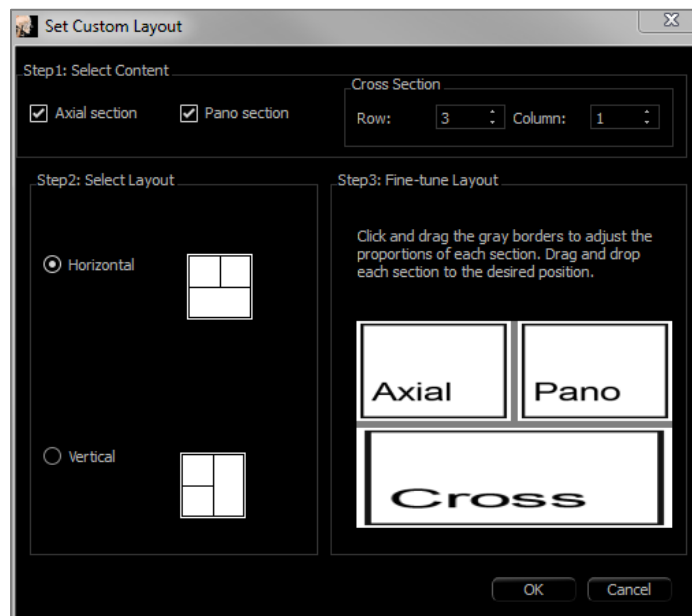 Set Custom Layout
Step1: Select Content
Axial section
Pano section
Cross Section
Row:
3
Column:
1
Step2: Select Layout
Horizontal
Vertical
Step3: Fine-tune Layout
Click and drag the gray borders to adjust the
proportions of each section. Drag and drop
each section to the desired position.
Axial
Pano
Cross
OK
Cancel